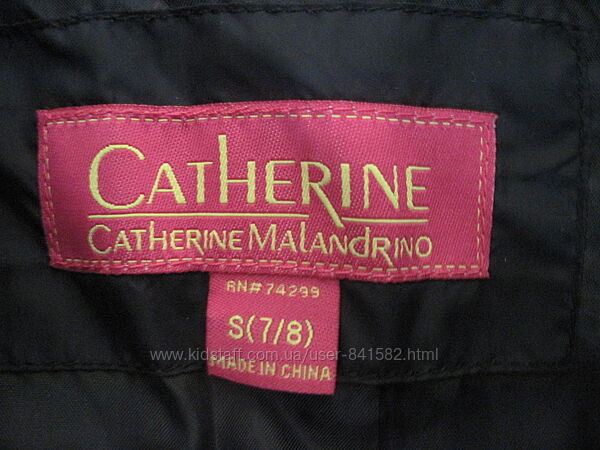 CATHERINE
CATHERINE MALANDRINO
RN# 74299
S(7/8)
www.kidstaff.com.ua/user-841582.html
MADE IN CHINA